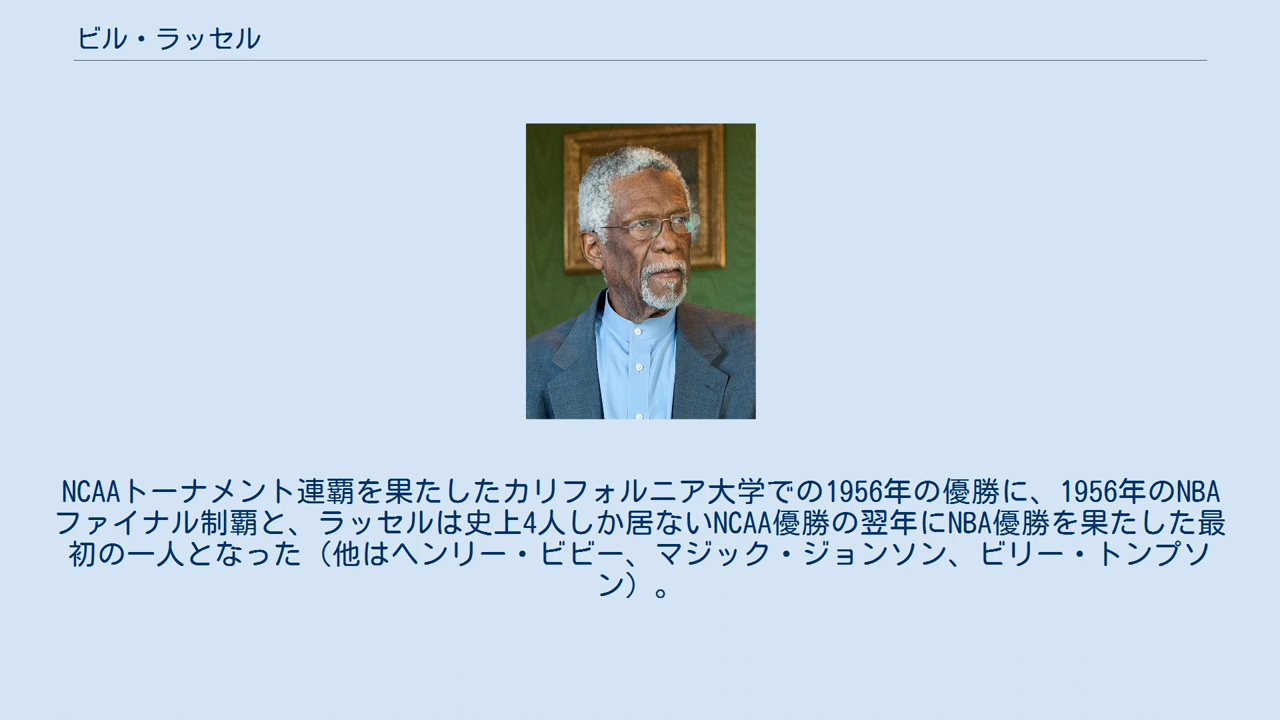 ビル・ラッセル
NCAAトーナメント連覇を果たしたカリフォルニア大学での1956年の優勝に、1956年のNBA
ファイナル制覇と、ラッセルは史上4人しか居ないNCAA優勝の翌年にNBA優勝を果たした最
初の一人となった（他はヘンリー・ビビー、マジック・ジョンソン、ビリー・トンプソ
ン）。